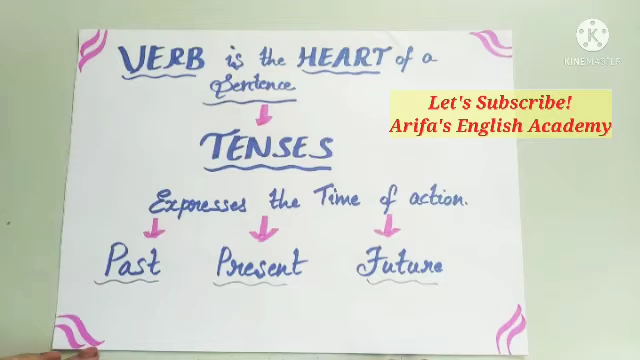 VERB is the HEART of a
Sentence
TENSES
Expresses the Time of action.
Past Present Future
Let's Subscribe!
Arifa's English Academy
K
KINEMASTER